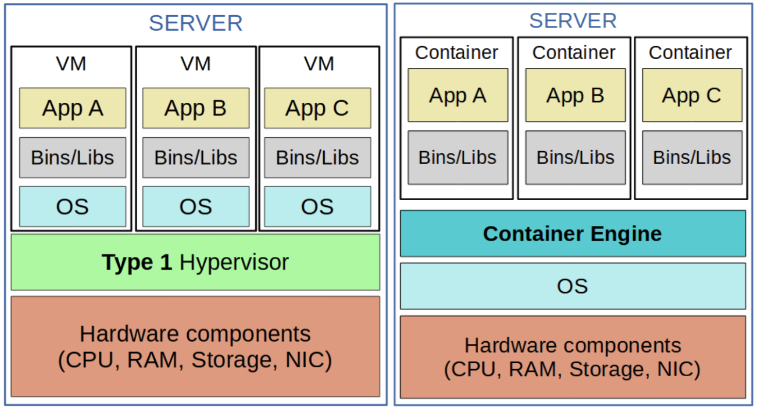 SERVER
VM
VM
VM
App A
App B
App C
Bins/Libs
Bins/Libs
Bins/Libs
OS
OS
OS
Type 1 Hypervisor
Hardware components
(CPU, RAM, Storage, NIC)
SERVER
Container
Container
Container
App A
App B
App C
Bins/Libs
Bins/Libs
Bins/Libs
Container Engine
OS
Hardware components
(CPU, RAM, Storage, NIC)